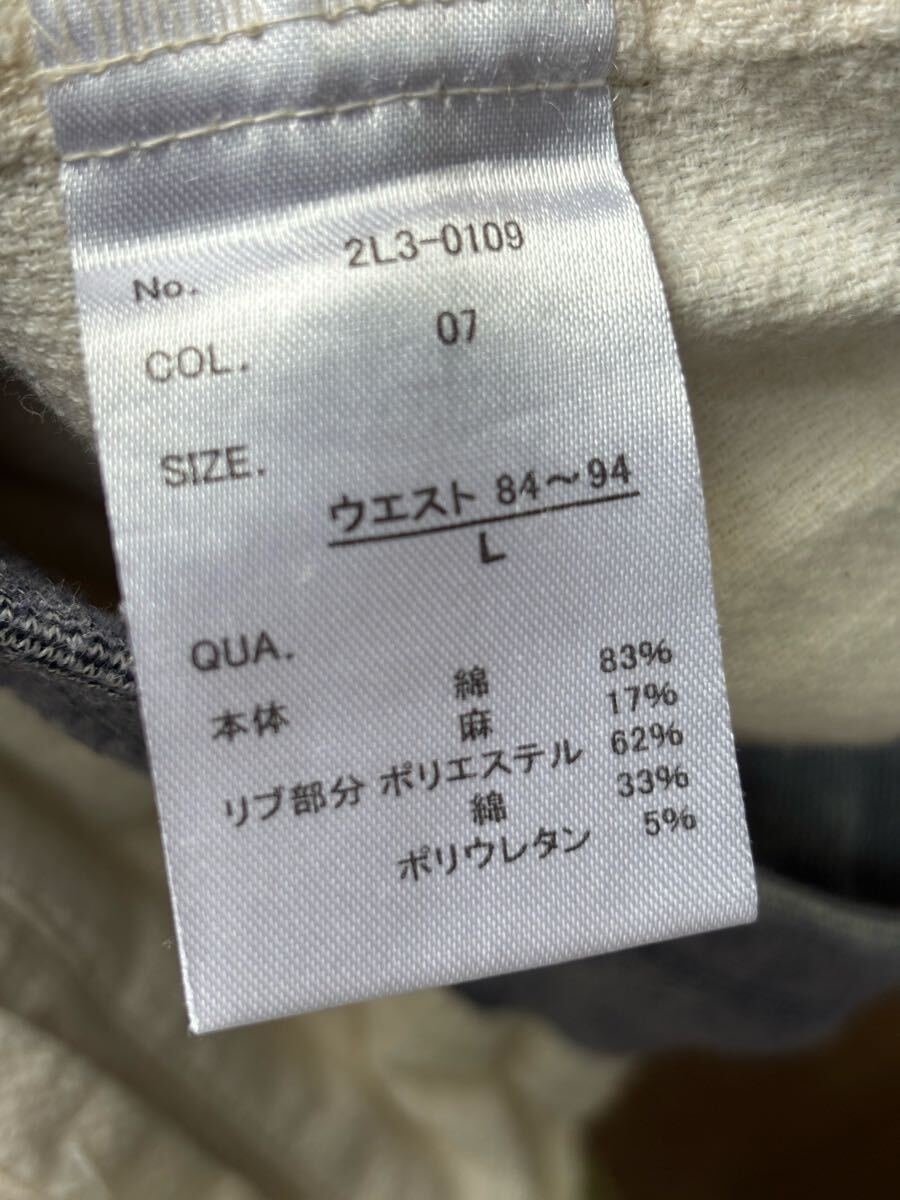 No. 2L3-0109
COL. 07
SIZE.
ウエスト 84～94
L
QUA.
本体 綿 83%
麻 17%
リブ部分 ポリエステル 62%
綿 33%
ポリウレタン 5%